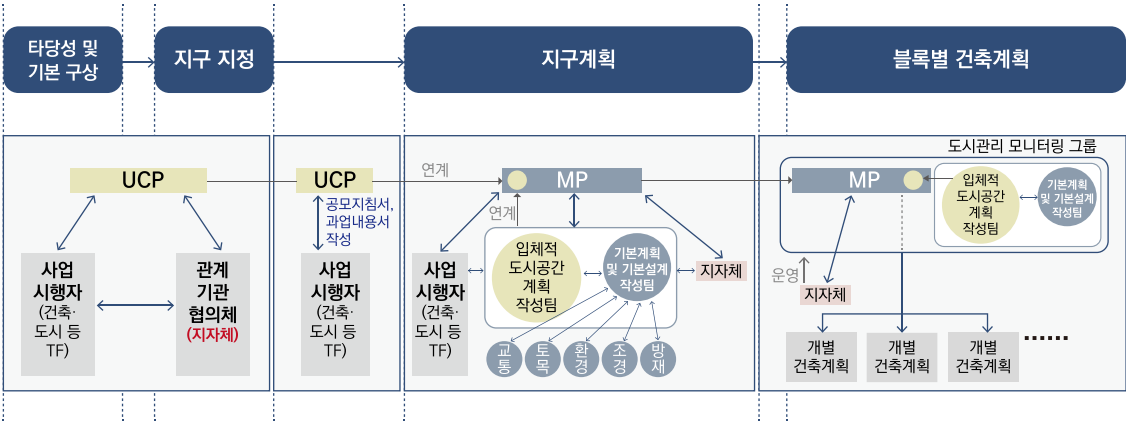 타당성 및
기본 구상
지구 지정
지구계획
블록별 건축계획
UCP
사업
시행자
(건축·
도시 등
TF)
관계
기관
협의체
(지자체)
UCP
공모지침서,
과업내용서
작성
사업
시행자
(건축·
도시 등
TF)
연계
MP
연계
사업
시행자
(건축·
도시 등
TF)
입체적
도시공간
계획
작성팀
기본계획
및 기본설계
작성팀
지자체
교통
토목
환경
조경
방재
도시관리 모니터링 그룹
MP
입체적
도시공간
계획
작성팀
기본계획
및 기본설계
작성팀
운영
지자체
개별
건축계획
개별
건축계획
개별
건축계획
......